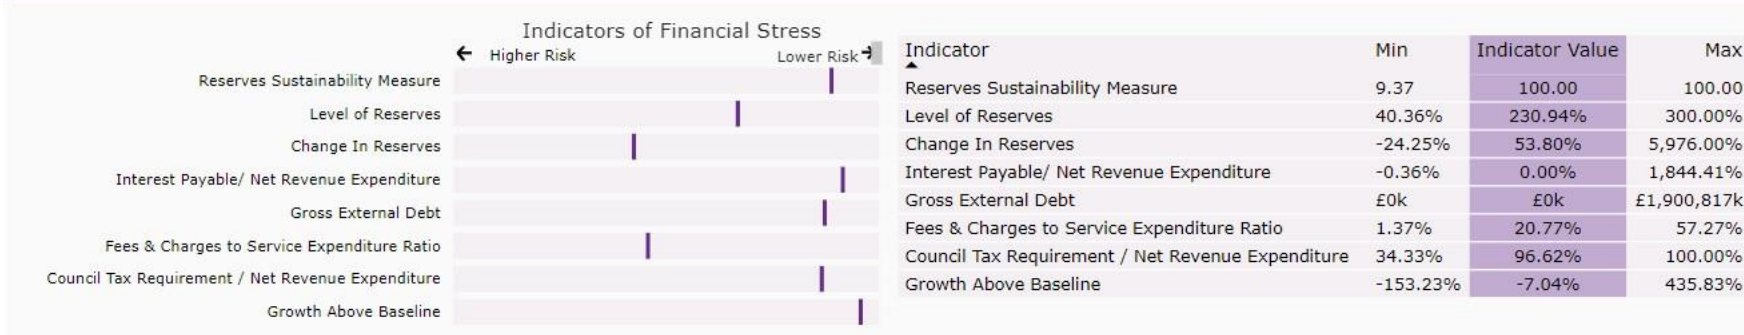 Indicators of Financial Stress
← Higher Risk Lower Risk →
Reserves Sustainability Measure
Level of Reserves
Change In Reserves
Interest Payable/ Net Revenue Expenditure
Gross External Debt
Fees & Charges to Service Expenditure Ratio
Council Tax Requirement / Net Revenue Expenditure
Growth Above Baseline
Indicator Min Indicator Value Max
Reserves Sustainability Measure 9.37 100.00 100.00
Level of Reserves 40.36% 230.94% 300.00%
Change In Reserves -24.25% 53.80% 5,976.00%
Interest Payable/ Net Revenue Expenditure -0.36% 0.00% 1,844.41%
Gross External Debt £0k £0k £1,900,817k
Fees & Charges to Service Expenditure Ratio 1.37% 20.77% 57.27%
Council Tax Requirement / Net Revenue Expenditure 34.33% 96.62% 100.00%
Growth Above Baseline -153.23% -7.04% 435.83%